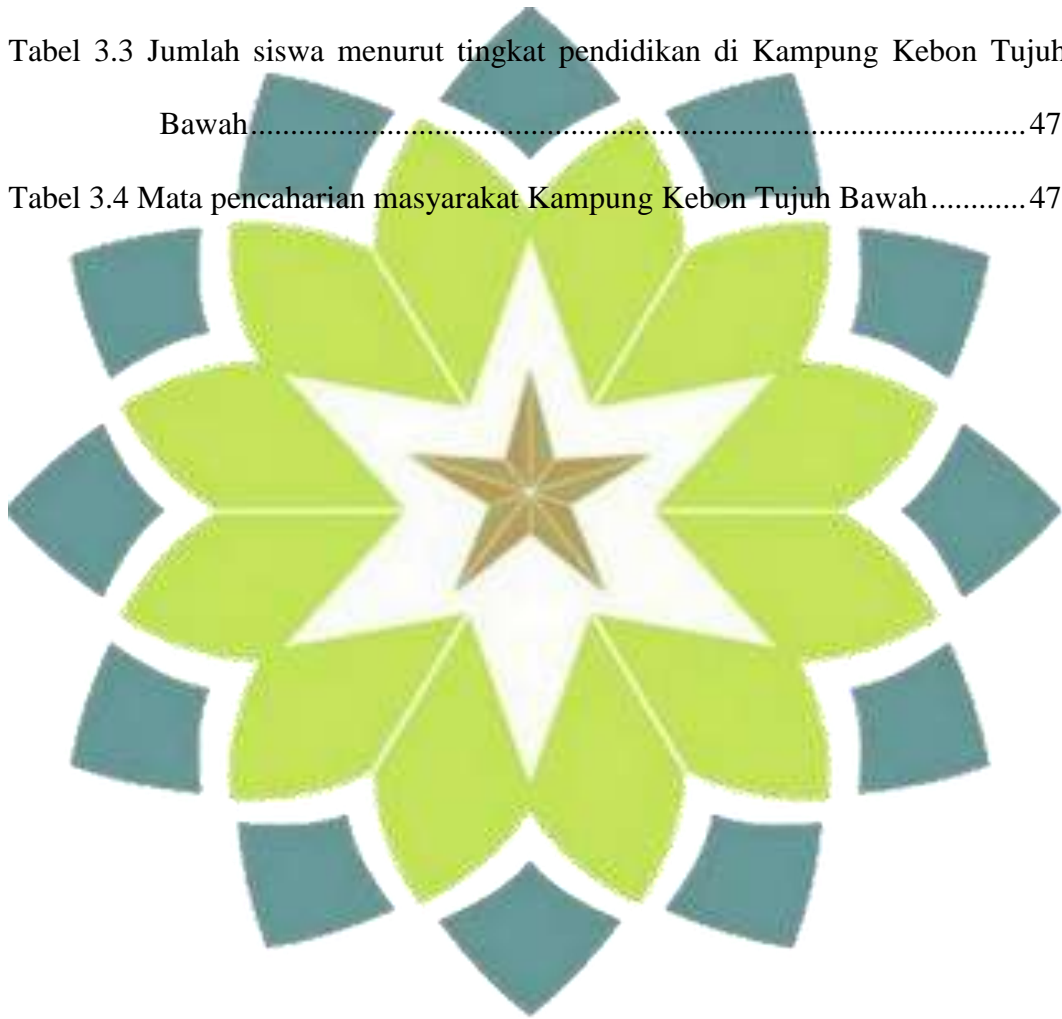 Tabel 3.3 Jumlah siswa menurut tingkat pendidikan di Kampung Kebon Tujuh
Bawah.................................................................................................. 47
Tabel 3.4 Mata pencaharian masyarakat Kampung Kebon Tujuh Bawah............ 47